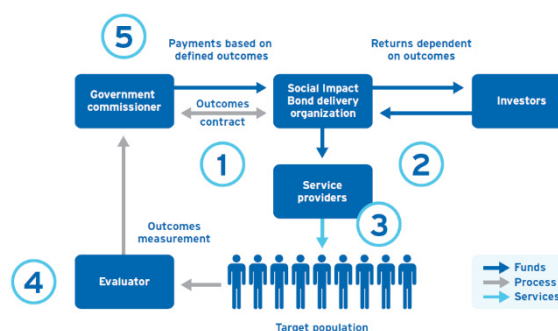 5
Payments based on
defined outcomes
Returns dependent
on outcomes
Government
commissioner
Outcomes
contract
Social Impact
Bond delivery
organization
Investors
1
2
Service
providers
3
Outcomes
measurement
4
Evaluator
Target population
Funds
Process
Services